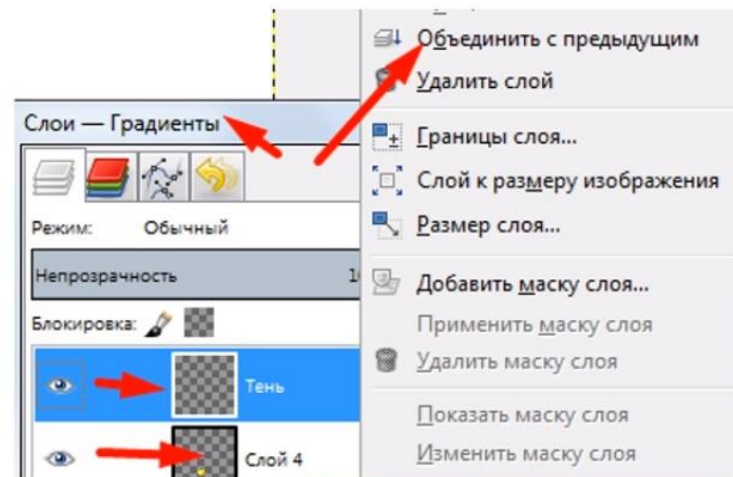 Объединить с предыдущим
Удалить слой
Границы слоя...
Слой к размеру изображения
Размер слоя...
Добавить маску слоя...
Применить маску слоя
Удалить маску слоя
Показать маску слоя
Изменить маску слоя
Слои — Градиенты
Режим: Обычный
Непрозрачность
Блокировка:
Тень
Слой 4